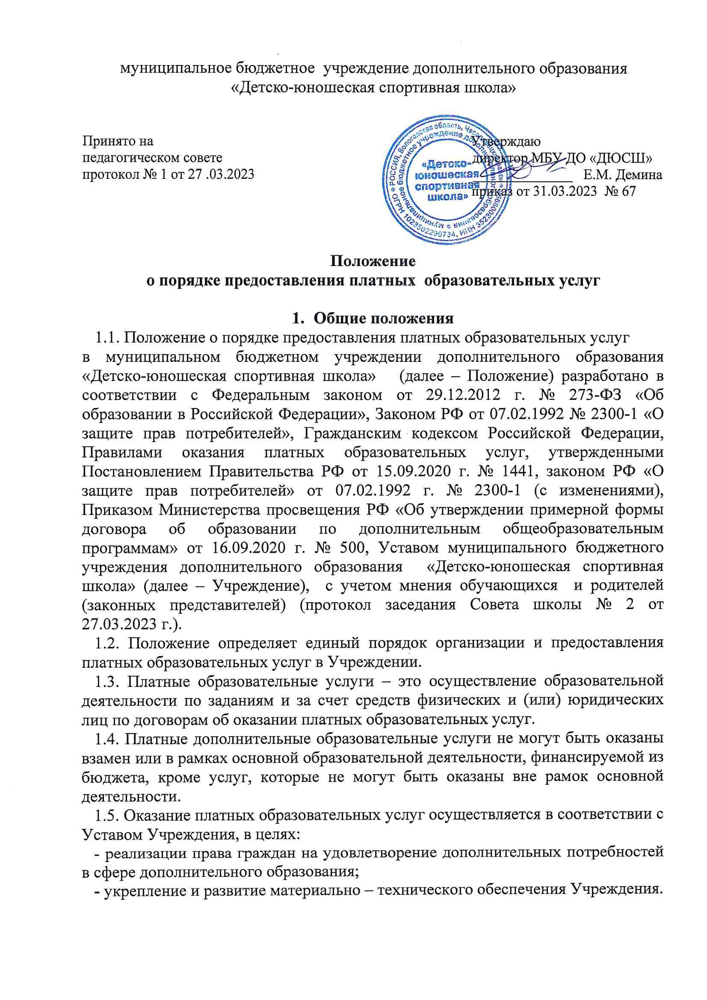 муниципальное бюджетное  учреждение дополнительного образования
«Детско-юношеская спортивная школа»
Принято на
педагогическом совете
протокол № 1 от 27 .03.2023
Утверждаю
директор МБУ ДО «ДЮСШ»
Е.М. Демина
приказ от 31.03.2023  № 67
РОССИЯ, Вологодская область, Череповецкий район
ОГРН 1023502290734, ИНН
муниципальное бюджетное учреждение дополнительного образования
«Детско-
юношеская
спортивная
школа»
Положение
о порядке предоставления платных  образовательных услуг
1.  Общие положения
1.1. Положение о порядке предоставления платных образовательных услуг
в муниципальном бюджетном учреждении дополнительного образования
«Детско-юношеская спортивная школа»   (далее – Положение) разработано в
соответствии с Федеральным законом от 29.12.2012 г. № 273-ФЗ «Об
образовании в Российской Федерации», Законом РФ от 07.02.1992 № 2300-1 «О
защите прав потребителей», Гражданским кодексом Российской Федерации,
Правилами оказания платных образовательных услуг, утвержденными
Постановлением Правительства РФ от 15.09.2020 г. № 1441, законом РФ «О
защите прав потребителей» от 07.02.1992 г. № 2300-1 (с изменениями),
Приказом Министерства просвещения РФ «Об утверждении примерной формы
договора об образовании по дополнительным общеобразовательным
программам» от 16.09.2020 г. № 500, Уставом муниципального бюджетного
учреждения дополнительного образования  «Детско-юношеская спортивная
школа» (далее – Учреждение),  с учетом мнения обучающихся  и родителей
(законных представителей) (протокол заседания Совета школы № 2 от
27.03.2023 г.).
1.2. Положение определяет единый порядок организации и предоставления
платных образовательных услуг в Учреждении.
1.3. Платные образовательные услуги – это осуществление образовательной
деятельности по заданиям и за счет средств физических и (или) юридических
лиц по договорам об оказании платных образовательных услуг.
1.4. Платные дополнительные образовательные услуги не могут быть оказаны
взамен или в рамках основной образовательной деятельности, финансируемой из
бюджета, кроме услуг, которые не могут быть оказаны вне рамок основной
деятельности.
1.5. Оказание платных образовательных услуг осуществляется в соответствии с
Уставом Учреждения, в целях:
- реализации права граждан на удовлетворение дополнительных потребностей
в сфере дополнительного образования;
- укрепление и развитие материально – технического обеспечения Учреждения.